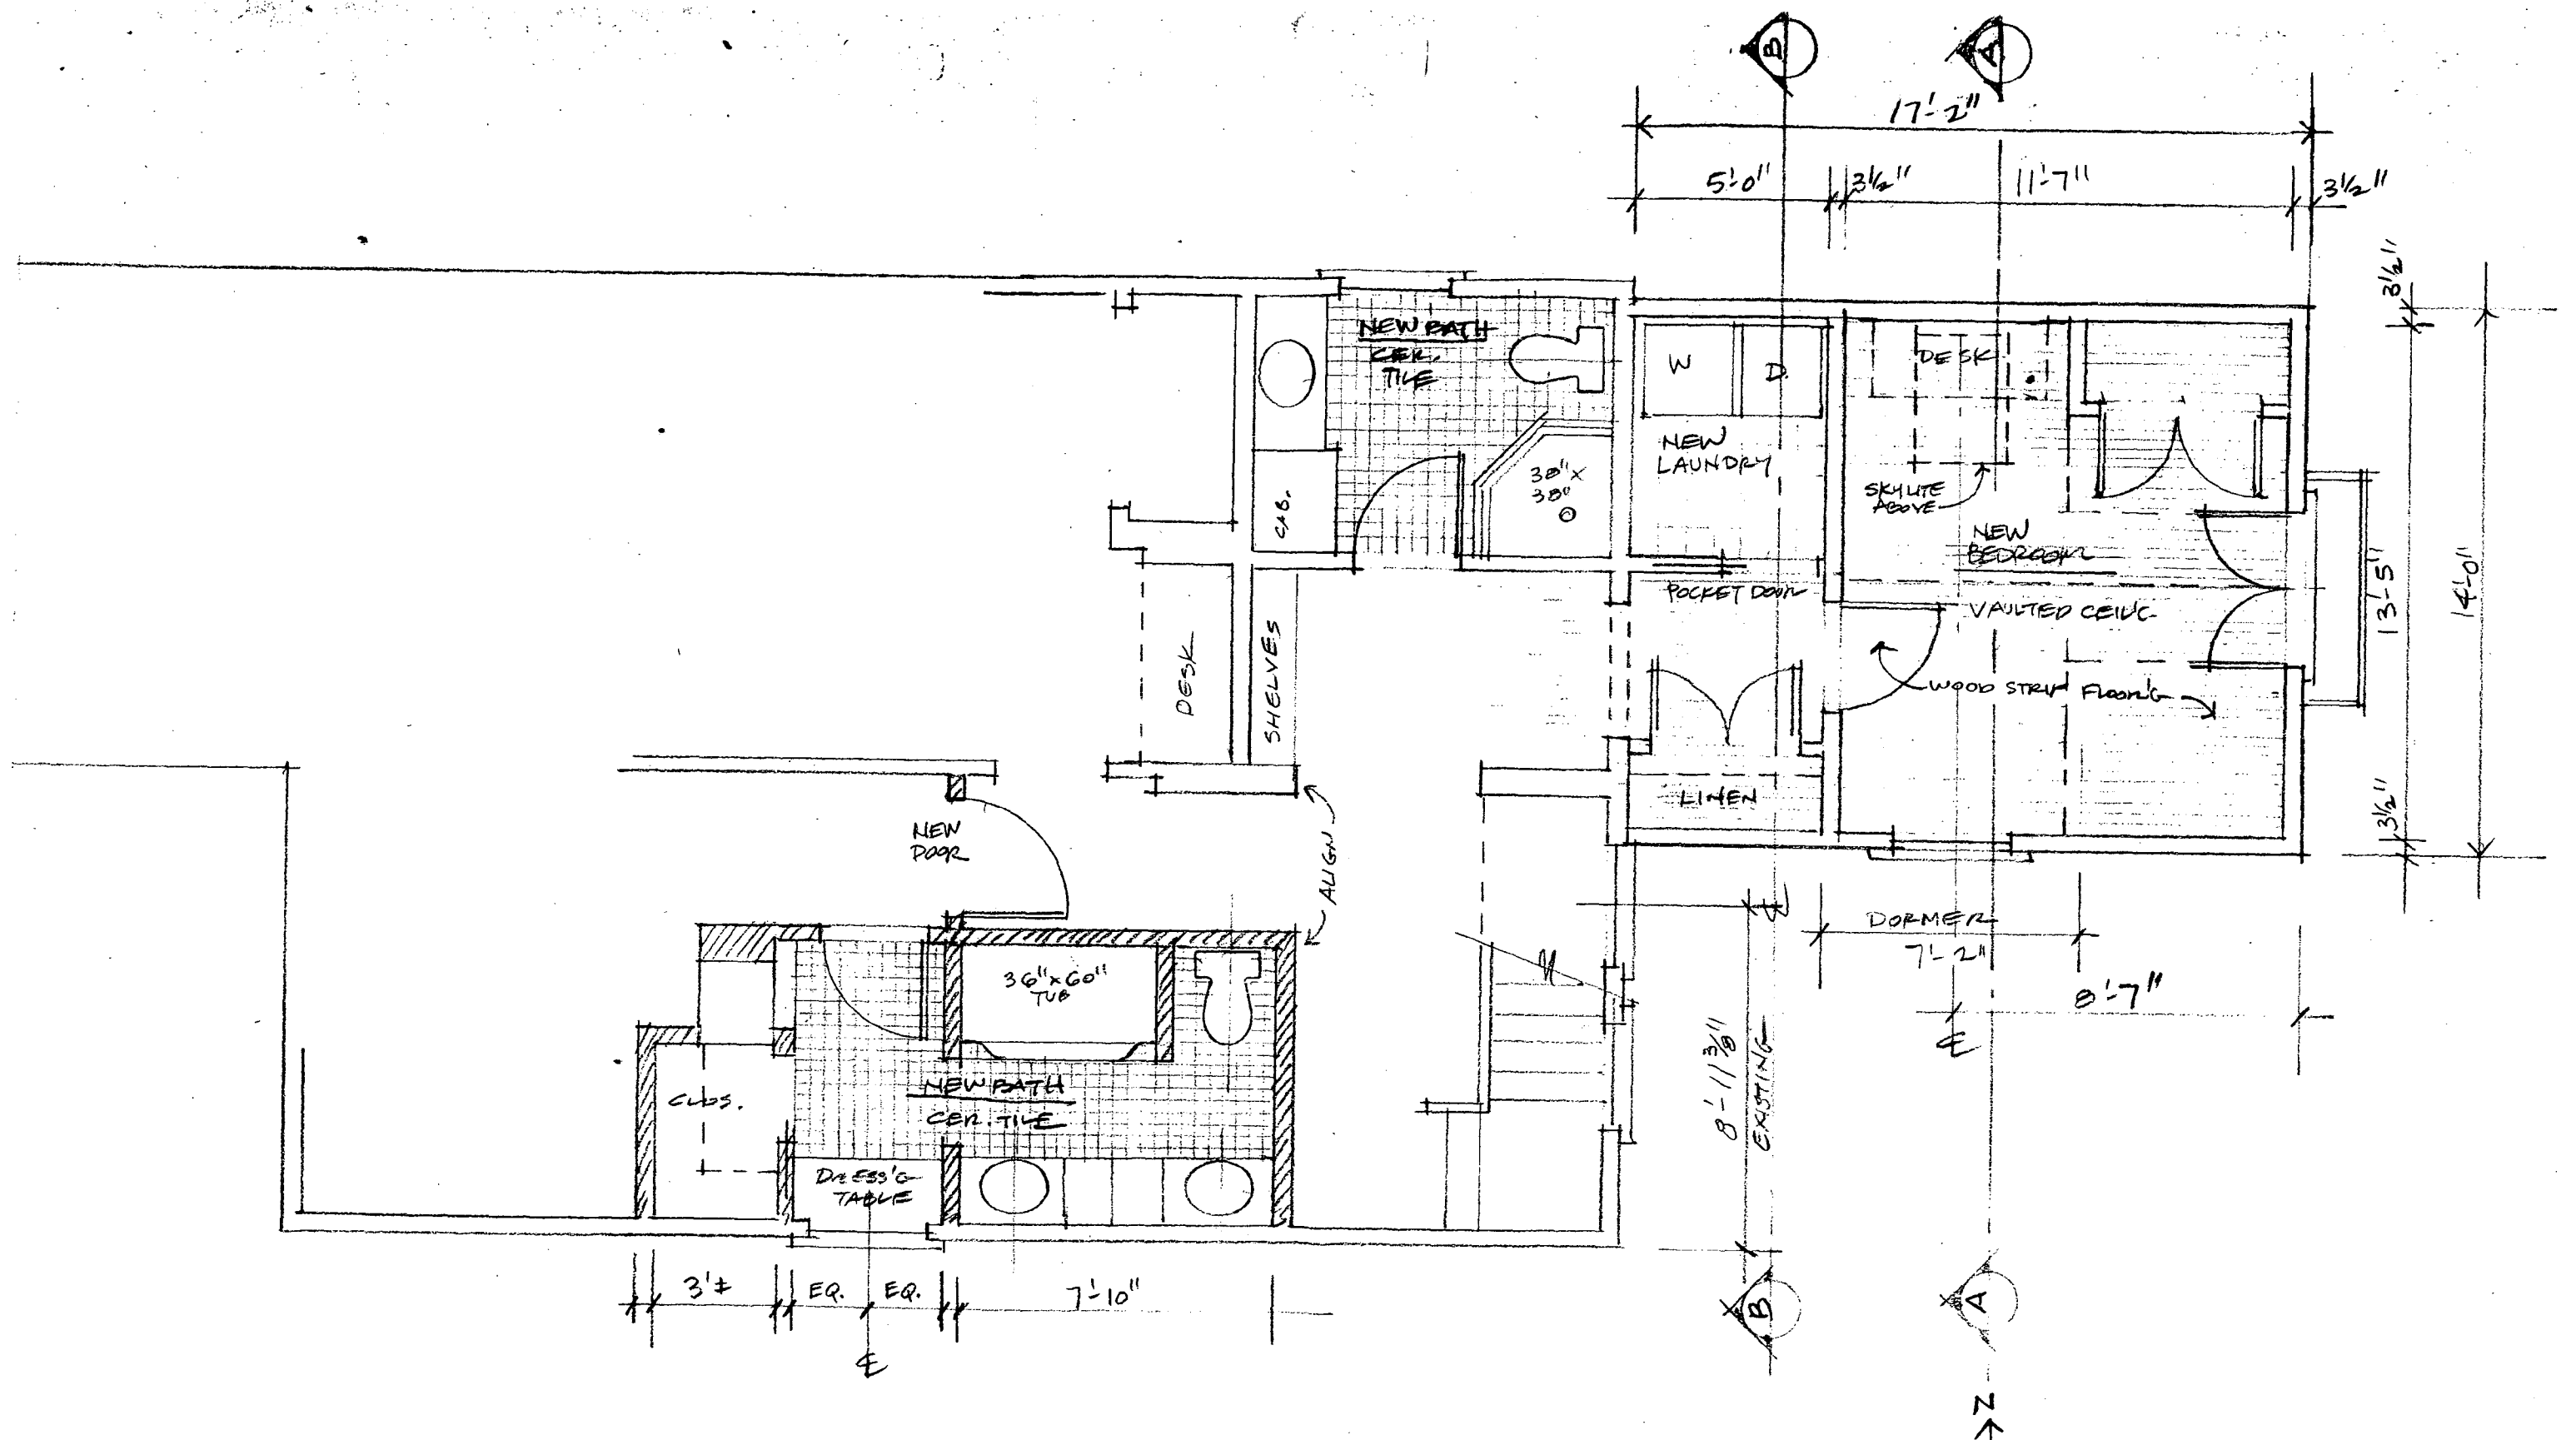 B
A
17'-2"
5'-0"
3½"
11'-7"
3½"
3½"
NEW BATH
CER.
TILE
W
D.
DESK
NEW
LAUNDRY
38" x
38"
CAB.
SKYLITE
ABOVE
NEW
BEDROOM
13'-5"
14'-0"
POCKET DOOR
VAULTED CEIL'G
DESK
SHELVES
WOOD STRIP FLOOR'G
LINEN
3½"
NEW
DOOR
ALIGN
DORMER
7'-2"
8'-7"
36" x 60"
TUB
8'-11⅜"
EXISTING
CLOS.
NEW BATH
CER. TILE
DRESS'G
TABLE
3'±
EQ.
EQ.
7'-10"
B
A
N